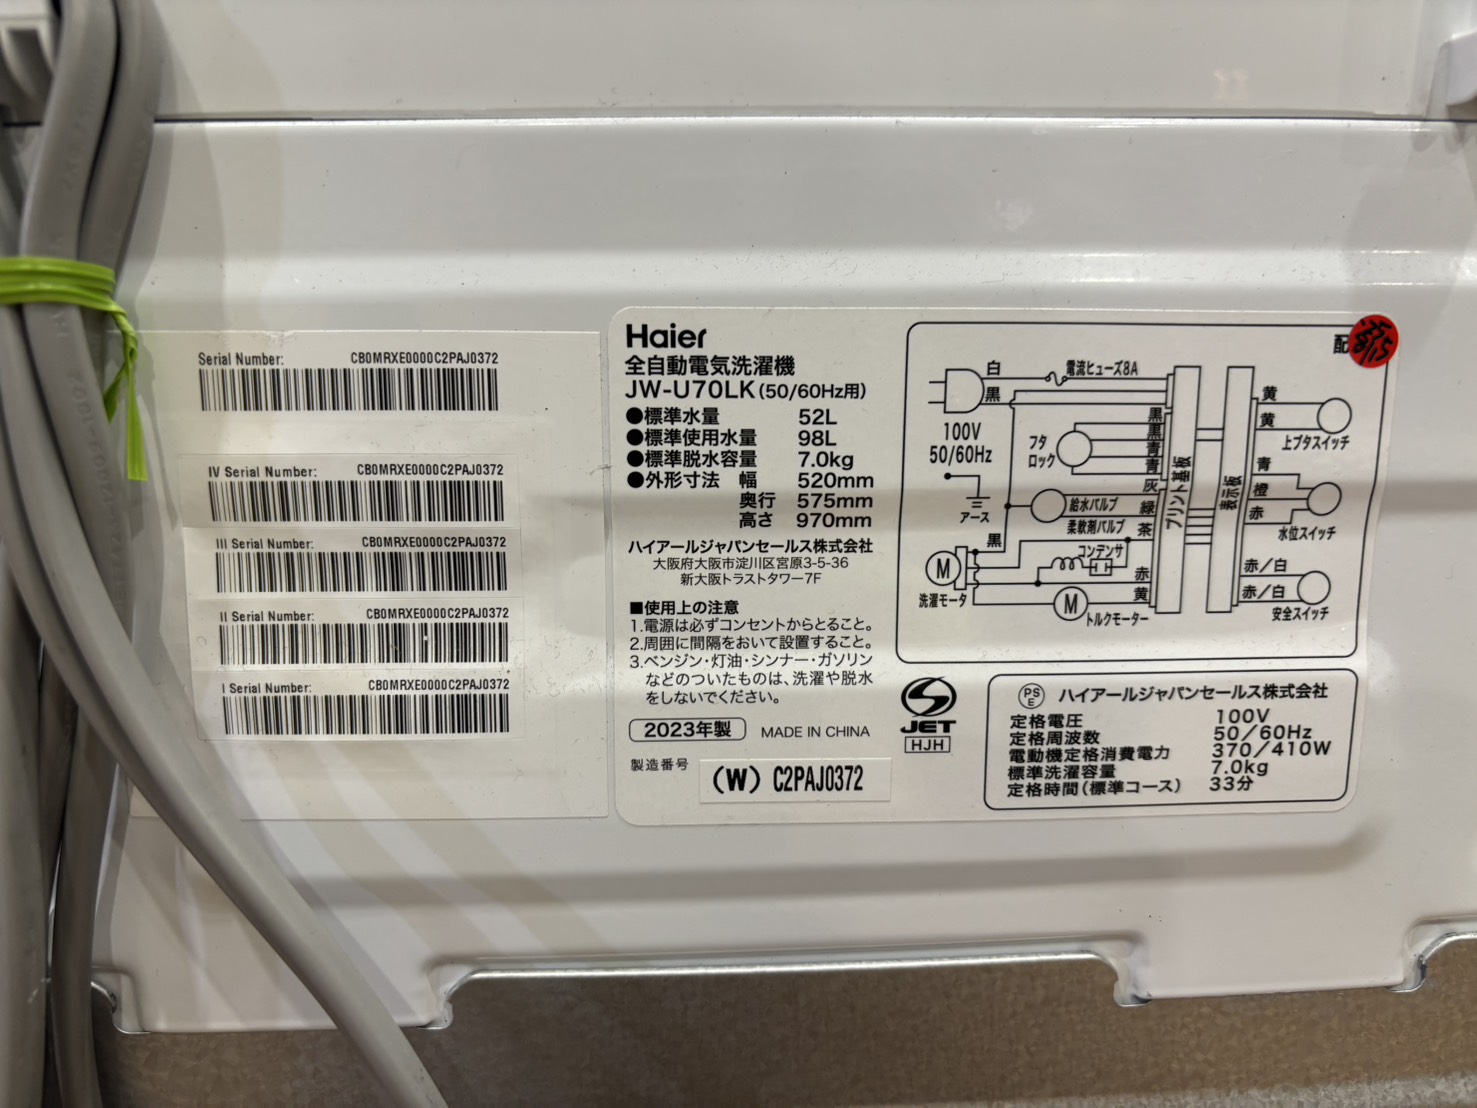 Serial Number: CB0MRXE0000C2PAJ0372
IV Serial Number: CB0MRXE0000C2PAJ0372
III Serial Number: CB0MRXE0000C2PAJ0372
II Serial Number: CB0MRXE0000C2PAJ0372
I Serial Number: CB0MRXE0000C2PAJ0372
Haier
全自動電気洗濯機
JW-U70LK(50/60Hz用)
●標準水量 52L
●標準使用水量 98L
●標準脱水容量 7.0kg
●外形寸法 幅 520mm
奥行 575mm
高さ 970mm
ハイアールジャパンセールス株式会社
大阪府大阪市淀川区宮原3-5-36
新大阪トラストタワー7F
■使用上の注意
1.電源は必ずコンセントからとること。
2.周囲に間隔をおいて設置すること。
3.ベンジン・灯油・シンナー・ガソリン
などのついたものは、洗濯や脱水
をしないでください。
2023年製 MADE IN CHINA
製造番号 (W) C2PAJ0372
配
白
黒
電流ヒューズ8A
100V
50/60Hz
アース
フタ
ロック
黒
黒
青
青
灰
給水バルブ
緑
柔軟剤バルブ
茶
黒
コンデンサ
M
洗濯モータ
赤
黄
M
トルクモーター
プリント基板
表示板
黄
黄
上ブタスイッチ
青
橙
赤
水位スイッチ
赤/白
赤/白
安全スイッチ
JET
HJH
PS
E
ハイアールジャパンセールス株式会社
定格電圧 100V
定格周波数 50/60Hz
電動機定格消費電力 370/410W
標準洗濯容量 7.0kg
定格時間(標準コース) 33分